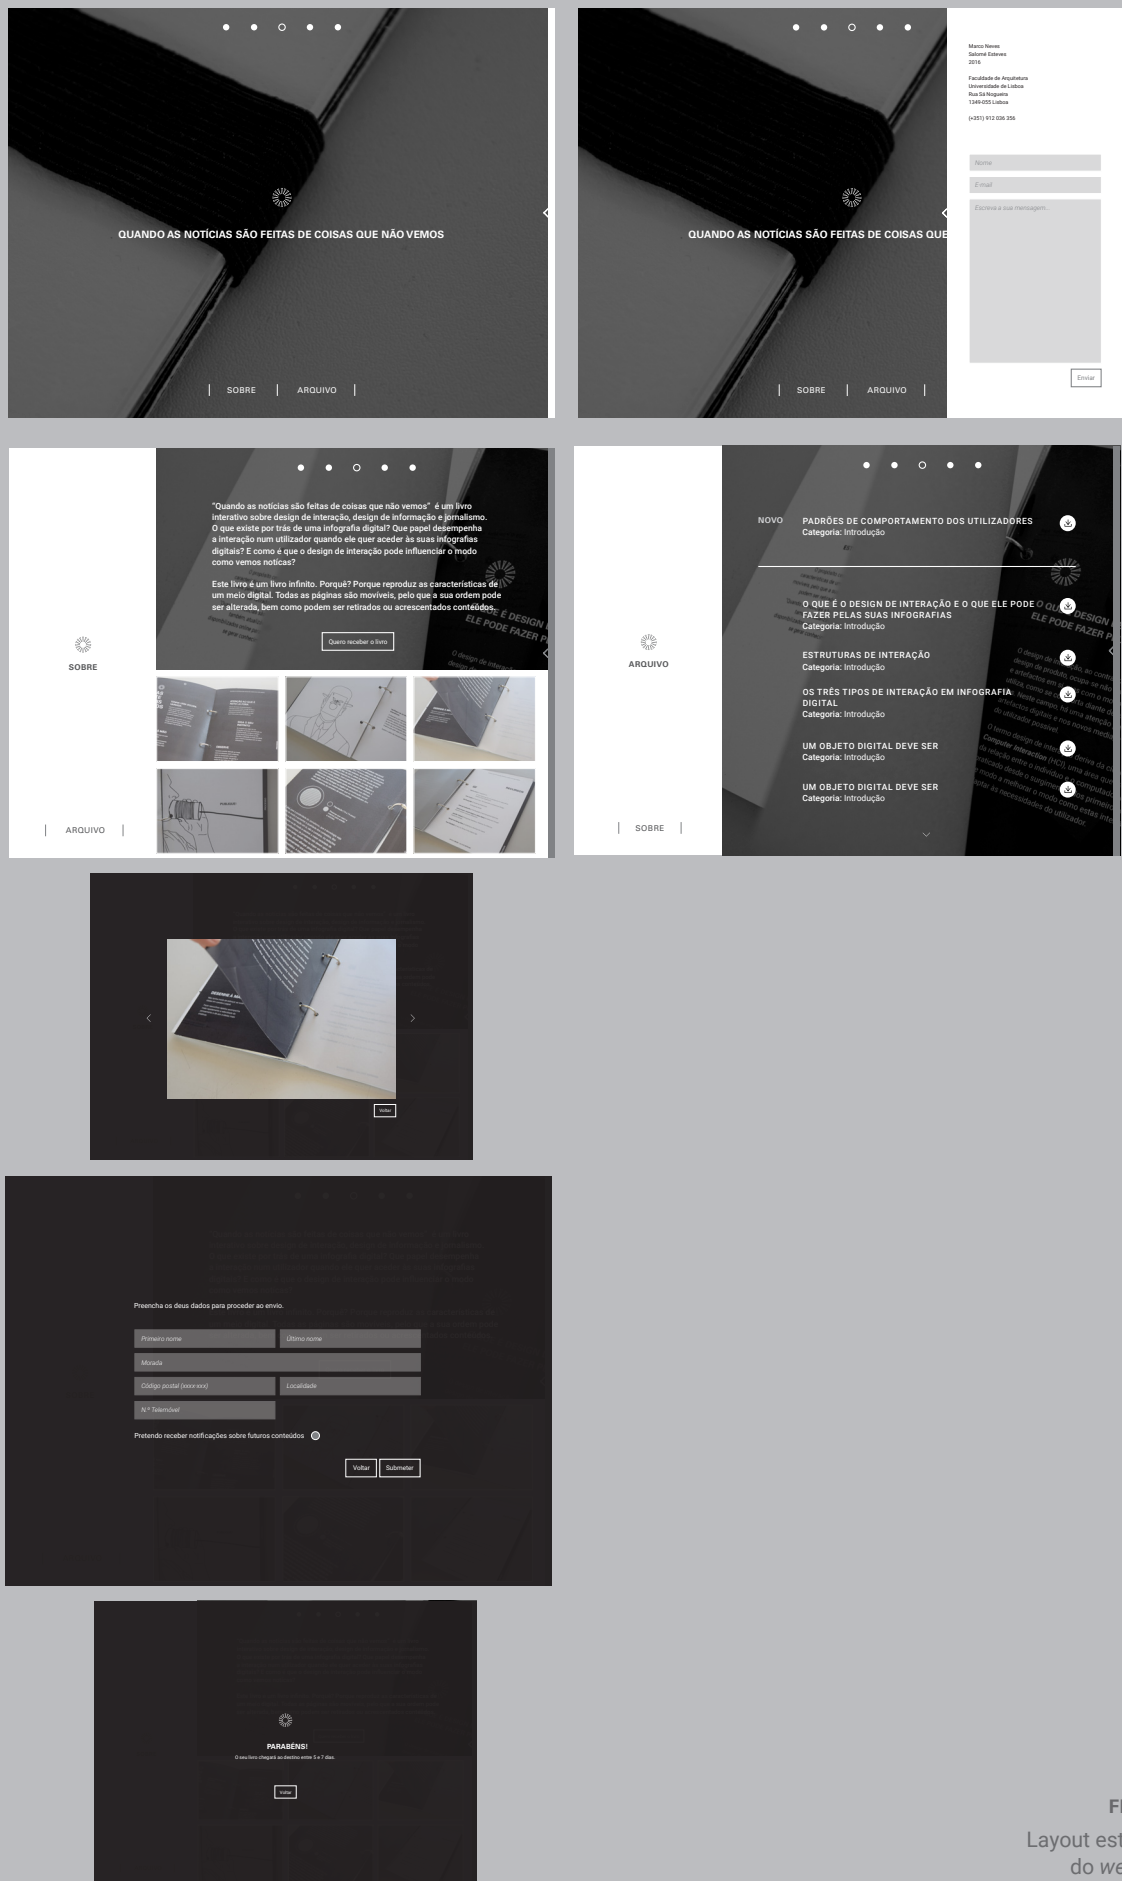 QUANDO AS NOTÍCIAS SÃO FEITAS DE COISAS QUE NÃO VEMOS
SOBRE
ARQUIVO
QUANDO AS NOTÍCIAS SÃO FEITAS DE COISAS QUE
SOBRE
ARQUIVO
Marco Neves
Salomé Esteves
2016
Faculdade de Arquitetura
Universidade de Lisboa
Rua Sá Nogueira
1349-055 Lisboa
(+351) 912 036 356
Nome
E-mail
Escreva a sua mensagem.
Enviar
SOBRE
ARQUIVO
"Quando as notícias são feitas de coisas que não vemos" é um livro
interativo sobre design de interação, design de informação e jornalismo.
O que existe por trás de uma infografia digital? Que papel desempenha
a interação num utilizador quando ele quer aceder às suas infografias
digitais? E como é que o design de interação pode influenciar o modo
como vemos notícas?
Este livro é um livro infinito. Porquê? Porque reproduz as características de
um meio digital. Todas as páginas são movíveis, pelo que a sua ordem pode
ser alterada, bem como podem ser retirados ou acrescentados conteúdos.
Quero receber o livro
ARQUIVO
SOBRE
NOVO
PADRÕES DE COMPORTAMENTO DOS UTILIZADORES
Categoria: Introdução
O QUE É O DESIGN DE INTERAÇÃO E O QUE ELE PODE
FAZER PELAS SUAS INFOGRAFIAS
Categoria: Introdução
ESTRUTURAS DE INTERAÇÃO
Categoria: Introdução
OS TRÊS TIPOS DE INTERAÇÃO EM INFOGRAFIA
DIGITAL
Categoria: Introdução
UM OBJETO DIGITAL DEVE SER
Categoria: Introdução
UM OBJETO DIGITAL DEVE SER
Categoria: Introdução
Voltar
Preencha os deus dados para proceder ao envio.
Primeiro nome
Último nome
Morada
Código postal (xxxx-xxx)
Localidade
N.º Telemóvel
Pretendo receber notificações sobre futuros conteúdos
Voltar
Submeter
PARABÉNS!
O seu livro chegará ao destino entre 5 e 7 dias.
Voltar
Layout est
do we